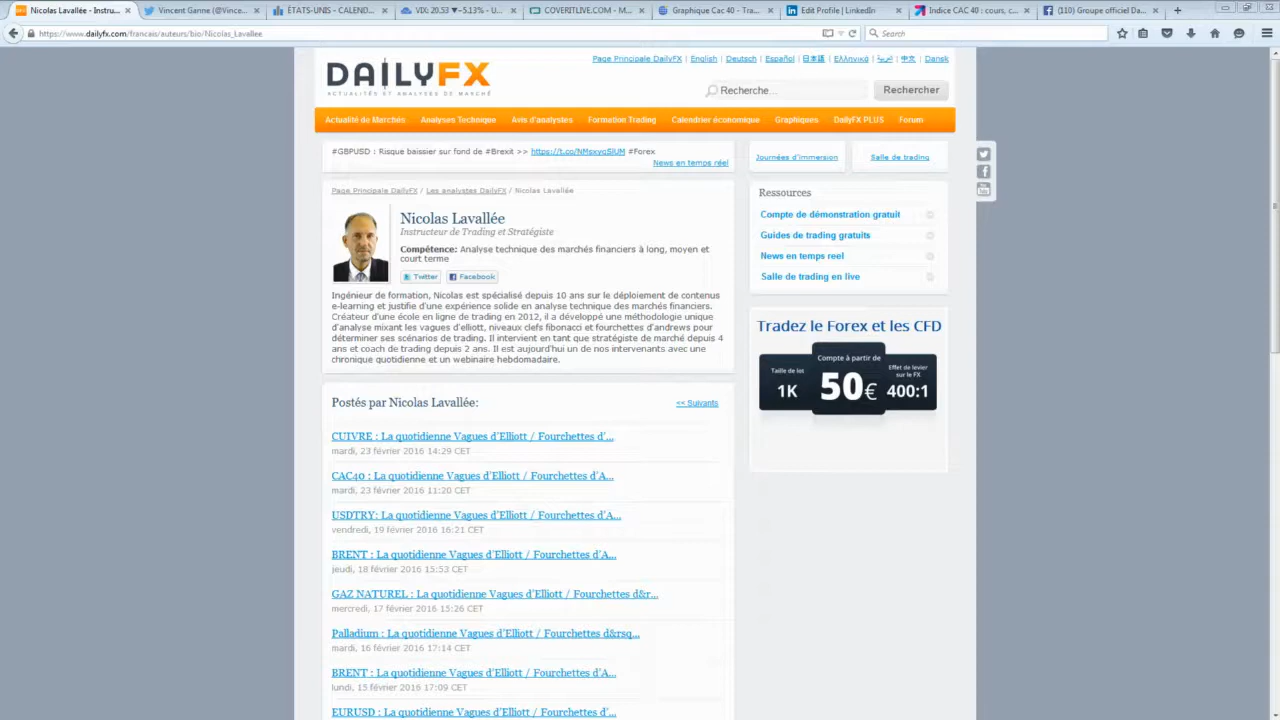 Nicolas Lavallée - Instru...
Vincent Ganne (@Vince...
ÉTATS-UNIS - CALEND...
VIX: 20.53 ▼−5.13% - U...
COVERITLIVE.COM - M...
Graphique Cac 40 - Tra...
Edit Profile | LinkedIn
Indice CAC 40 : cours, c...
(110) Groupe officiel Da...
https://www.dailyfx.com/francais/auteurs/bio/Nicolas_Lavallee
Search
Page Principale DailyFX | English | Deutsch | Español | 日本語 | Ελληνικά | العربية | 中文 | Dansk
DAILYFX
ACTUALITÉS ET ANALYSES DE MARCHÉ
Recherche...
Rechercher
Actualité de Marchés
Analyses Technique
Avis d'analystes
Formation Trading
Calendrier économique
Graphiques
DailyFX PLUS
Forum
#GBPUSD : Risque baissier sur fond de #Brexit >> https://t.co/NMsxyqSIUM #Forex
News en temps réel
Journées d'immersion
Salle de trading
Page Principale DailyFX / Les analystes DailyFX / Nicolas Lavallée
Nicolas Lavallée
Instructeur de Trading et Stratégiste
Compétence: Analyse technique des marchés financiers à long, moyen et
court terme
Twitter
Facebook
Ingénieur de formation, Nicolas est spécialisé depuis 10 ans sur le déploiement de contenus
e-learning et justifie d'une expérience solide en analyse technique des marchés financiers.
Créateur d'une école en ligne de trading en 2012, il a développé une méthodologie unique
d'analyse mixant les vagues d'elliott, niveaux clefs fibonacci et fourchettes d'andrews pour
déterminer ses scénarios de trading. Il intervient en tant que stratégiste de marché depuis 4
ans et coach de trading depuis 2 ans. Il est aujourd'hui un de nos intervenants avec une
chronique quotidienne et un webinaire hebdomadaire.
Ressources
Compte de démonstration gratuit
Guides de trading gratuits
News en temps reel
Salle de trading en live
Tradez le Forex et les CFD
Taille de lot
1K
Compte à partir de
50€
Effet de levier
sur le FX
400:1
Postés par Nicolas Lavallée:
<< Suivants
CUIVRE : La quotidienne Vagues d'Elliott / Fourchettes d'...
mardi, 23 février 2016 14:29 CET
CAC40 : La quotidienne Vagues d'Elliott / Fourchettes d'A...
mardi, 23 février 2016 11:20 CET
USDTRY: La quotidienne Vagues d'Elliott / Fourchettes d'A...
vendredi, 19 février 2016 16:21 CET
BRENT : La quotidienne Vagues d'Elliott / Fourchettes d'A...
jeudi, 18 février 2016 15:53 CET
GAZ NATUREL : La quotidienne Vagues d'Elliott / Fourchettes d&r...
mercredi, 17 février 2016 15:26 CET
Palladium : La quotidienne Vagues d'Elliott / Fourchettes d&rsq...
mardi, 16 février 2016 17:14 CET
BRENT : La quotidienne Vagues d'Elliott / Fourchettes d'A...
lundi, 15 février 2016 17:09 CET
EURUSD : La quotidienne Vagues d'Elliott / Fourchettes d'...